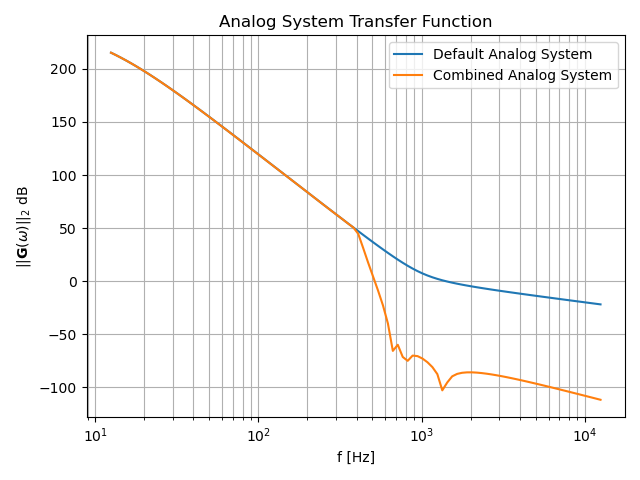 Analog System Transfer Function
Default Analog System
Combined Analog System
||G(ω)||₂ dB
200
150
100
50
0
−50
−100
10¹
10²
10³
10⁴
f [Hz]